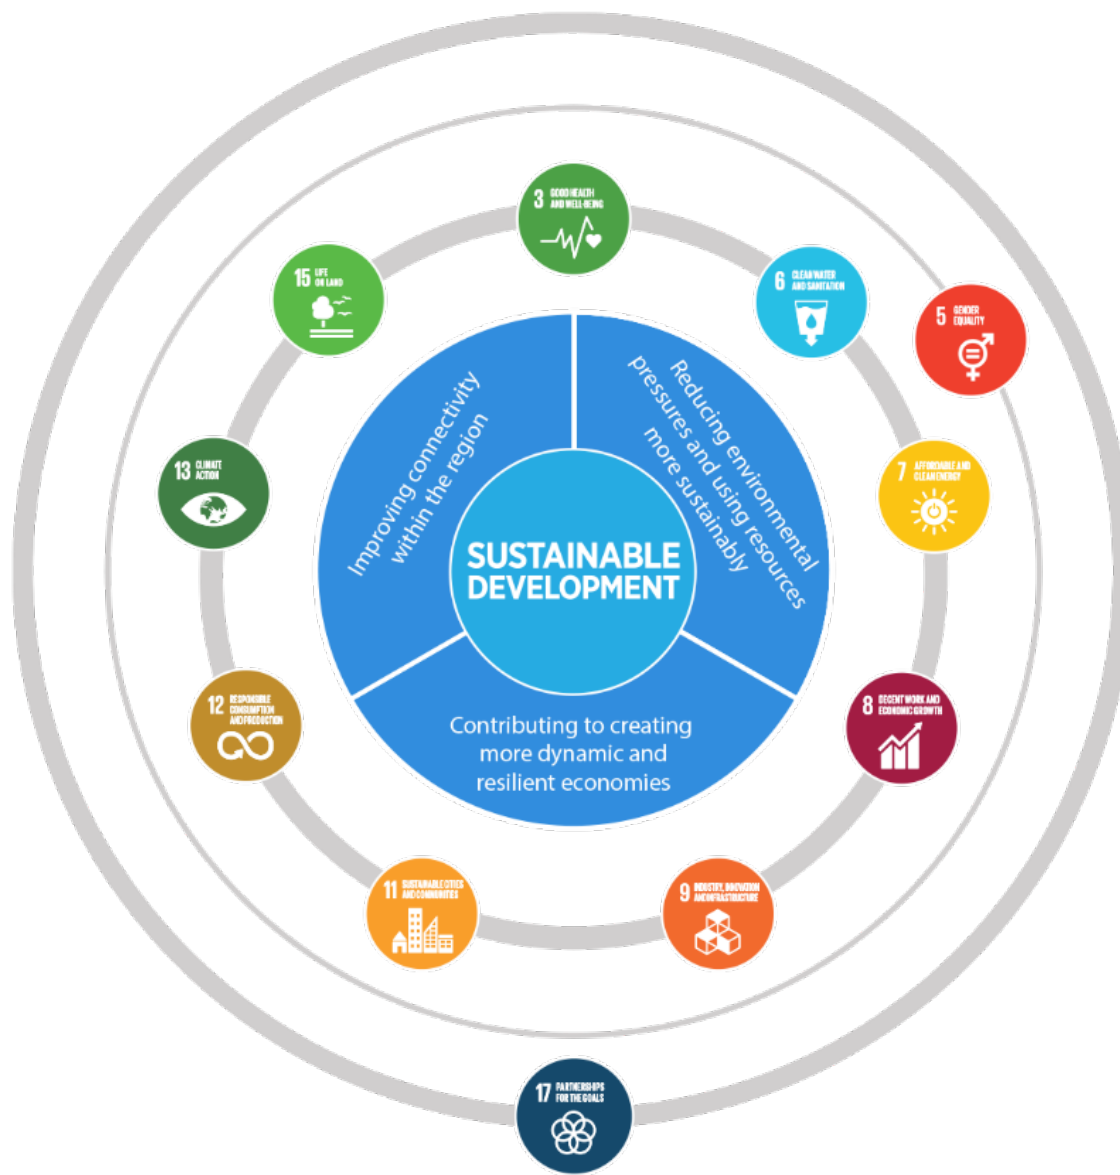 3 GOOD HEALTH
AND WELL-BEING
15 LIFE
ON LAND
6 CLEAN WATER
AND SANITATION
5 GENDER
EQUALITY
13 CLIMATE
ACTION
7 AFFORDABLE AND
CLEAN ENERGY
12 RESPONSIBLE
CONSUMPTION
AND PRODUCTION
8 DECENT WORK AND
ECONOMIC GROWTH
11 SUSTAINABLE CITIES
AND COMMUNITIES
9 INDUSTRY, INNOVATION
AND INFRASTRUCTURE
17 PARTNERSHIPS
FOR THE GOALS
Improving connectivity
within the region
Reducing environmental
pressures and using resources
more sustainably
SUSTAINABLE
DEVELOPMENT
Contributing to creating
more dynamic and
resilient economies